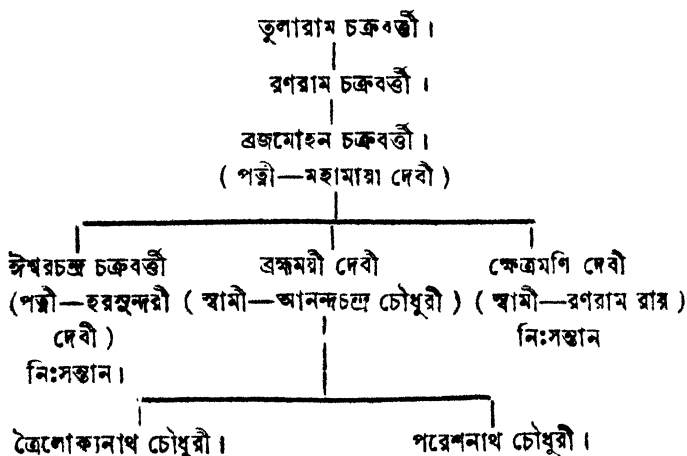 তুলারাম চক্রবর্ত্তী।
রণরাম চক্রবর্ত্তী।
ব্রজমোহন চক্রবর্ত্তী।
( পত্নী—মহামায়া দেবী )
ঈশ্বরচন্দ্র চক্রবর্ত্তী ব্রহ্মময়ী দেবী ক্ষেত্রমণি দেবী
(পত্নী—হরসুন্দরী ( স্বামী—আনন্দচন্দ্র চৌধুরী ) ( স্বামী—রণরাম রায় )
দেবী ) নিঃসন্তান
নিঃসন্তান।
ত্রৈলোক্যনাথ চৌধুরী। পরেশনাথ চৌধুরী।